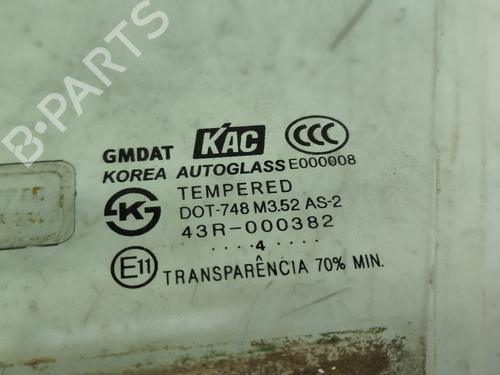 B-PARTS
GMDAT KAC CCC
KOREA AUTOGLASS E000008
S K TEMPERED
DOT-748 M3.52 AS-2
43R-000382
....4....
E11 TRANSPARÊNCIA 70% MIN.